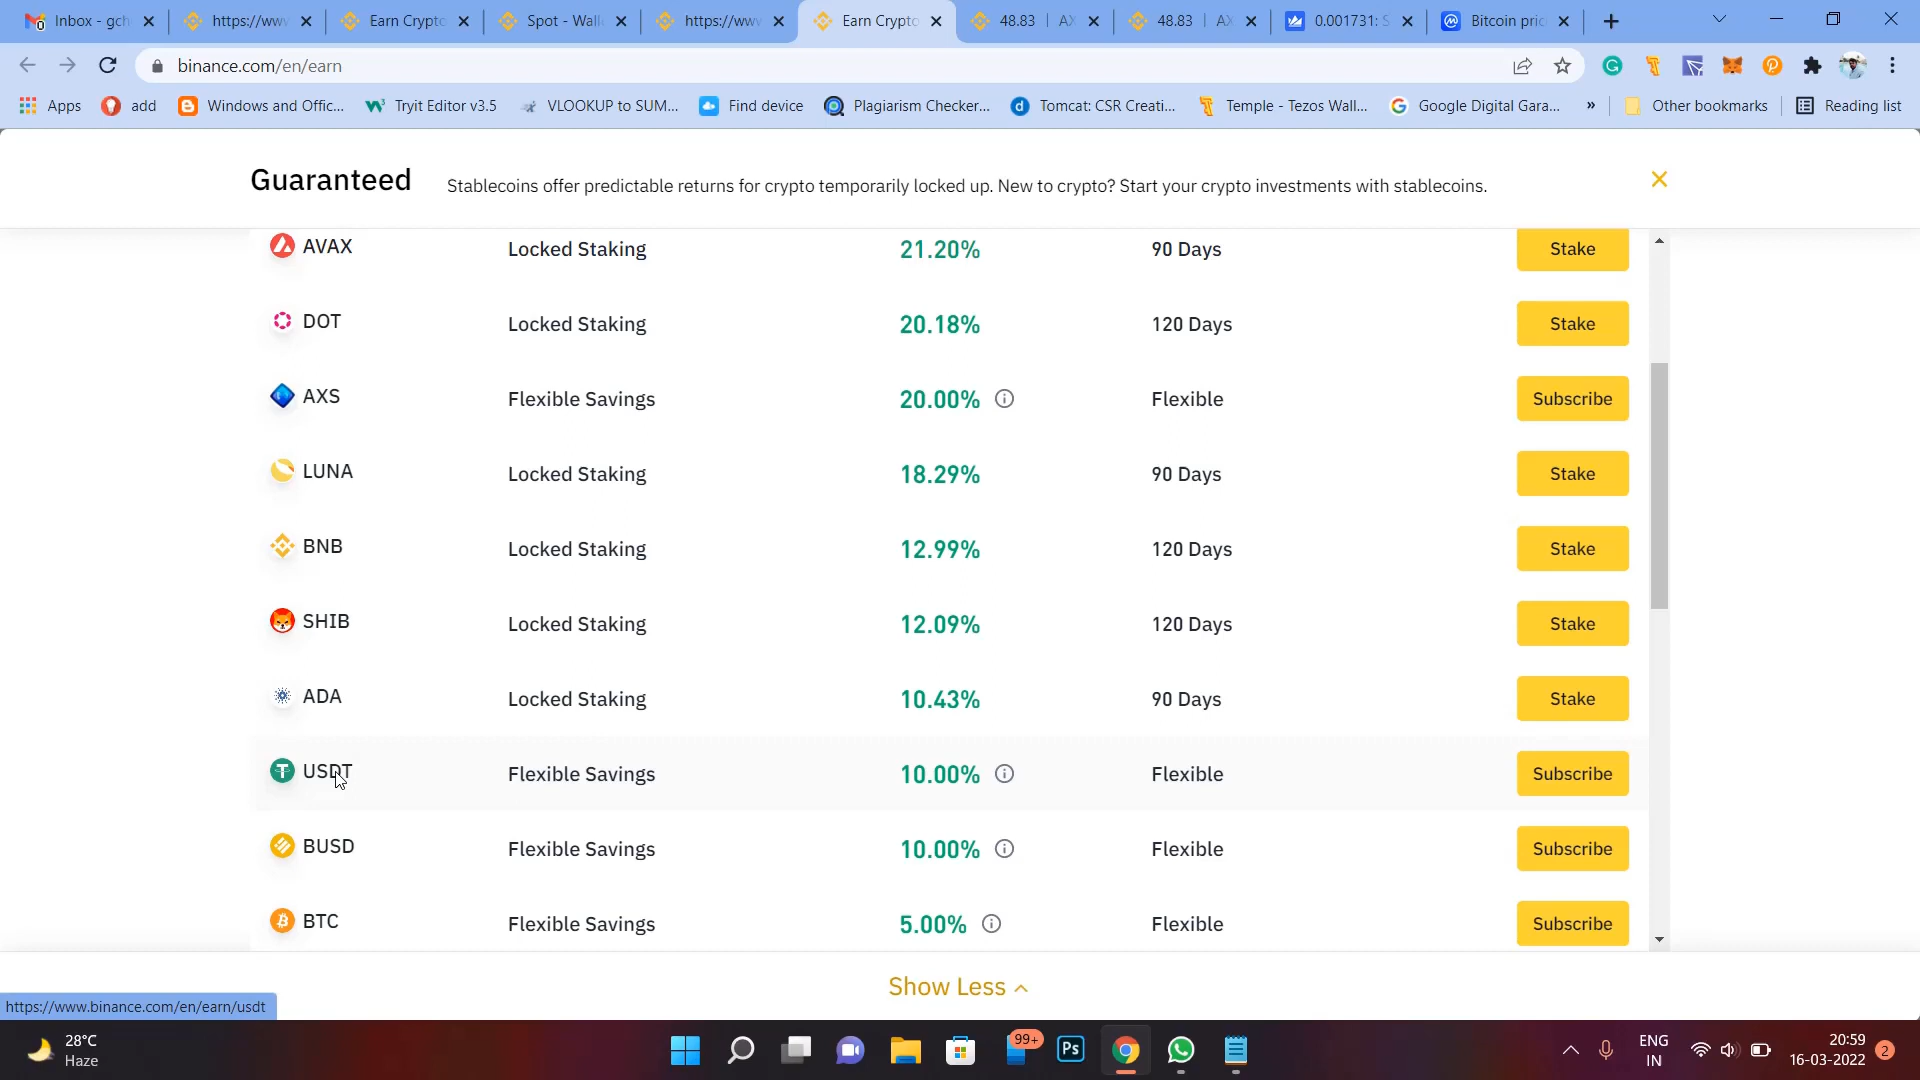 Inbox - gch
https://www
Earn Crypto
Spot - Wall
https://www
Earn Crypto
48.83 | AX
48.83 | AX
0.001731: S
Bitcoin pric
binance.com/en/earn
Apps
add
Windows and Offic...
Tryit Editor v3.5
VLOOKUP to SUM...
Find device
Plagiarism Checker...
Tomcat: CSR Creati...
Temple - Tezos Wall...
Google Digital Gara...
»
Other bookmarks
Reading list
Guaranteed
Stablecoins offer predictable returns for crypto temporarily locked up. New to crypto? Start your crypto investments with stablecoins.
AVAX Locked Staking 21.20% 90 Days Stake
DOT Locked Staking 20.18% 120 Days Stake
AXS Flexible Savings 20.00% Flexible Subscribe
LUNA Locked Staking 18.29% 90 Days Stake
BNB Locked Staking 12.99% 120 Days Stake
SHIB Locked Staking 12.09% 120 Days Stake
ADA Locked Staking 10.43% 90 Days Stake
USDT Flexible Savings 10.00% Flexible Subscribe
BUSD Flexible Savings 10.00% Flexible Subscribe
BTC Flexible Savings 5.00% Flexible Subscribe
Show Less
https://www.binance.com/en/earn/usdt
28°C
Haze
99+
Ps
ENG
IN
20:59
16-03-2022
2